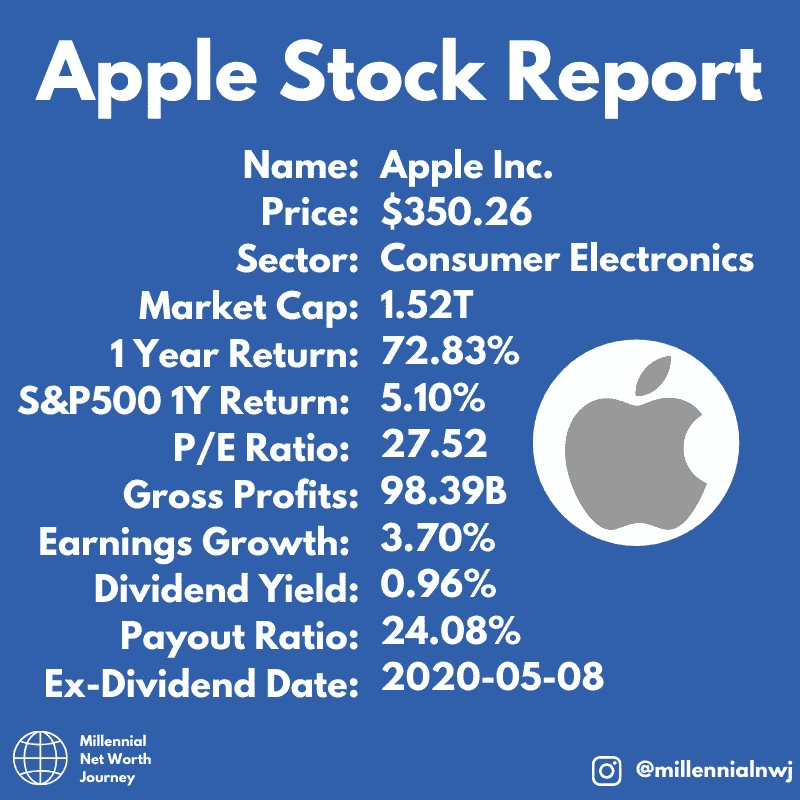 Apple Stock Report
Name: Apple Inc.
Price: $350.26
Sector: Consumer Electronics
Market Cap: 1.52T
1 Year Return: 72.83%
S&P500 1Y Return: 5.10%
P/E Ratio: 27.52
Gross Profits: 98.39B
Earnings Growth: 3.70%
Dividend Yield: 0.96%
Payout Ratio: 24.08%
Ex-Dividend Date: 2020-05-08
Millennial
Net Worth
Journey
@millennialnwj